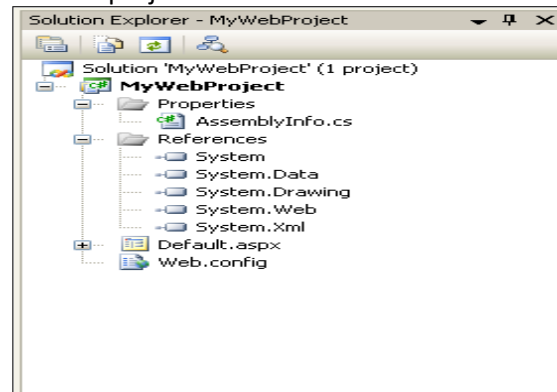 Solution Explorer - MyWebProject
Solution 'MyWebProject' (1 project)
MyWebProject
Properties
AssemblyInfo.cs
References
System
System.Data
System.Drawing
System.Web
System.Xml
Default.aspx
Web.config